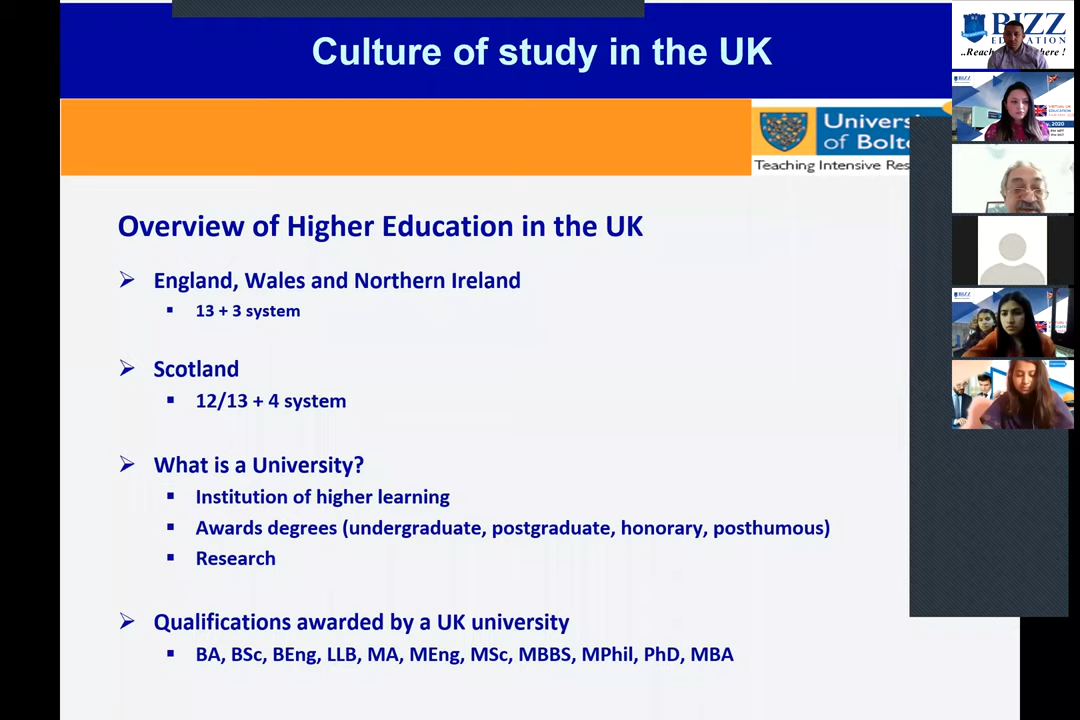 Culture of study in the UK
BIZZ
EDUCATION
University
of Bolt
Teaching Intensive Res
Overview of Higher Education in the UK
➢ England, Wales and Northern Ireland
▪ 13 + 3 system
➢ Scotland
▪ 12/13 + 4 system
➢ What is a University?
▪ Institution of higher learning
▪ Awards degrees (undergraduate, postgraduate, honorary, posthumous)
▪ Research
➢ Qualifications awarded by a UK university
▪ BA, BSc, BEng, LLB, MA, MEng, MSc, MBBS, MPhil, PhD, MBA